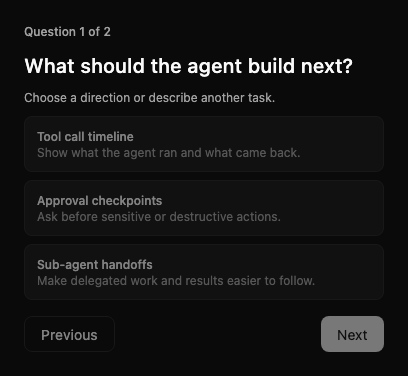 Question 1 of 2
What should the agent build next?
Choose a direction or describe another task.
Tool call timeline
Show what the agent ran and what came back.
Approval checkpoints
Ask before sensitive or destructive actions.
Sub-agent handoffs
Make delegated work and results easier to follow.
Previous
Next